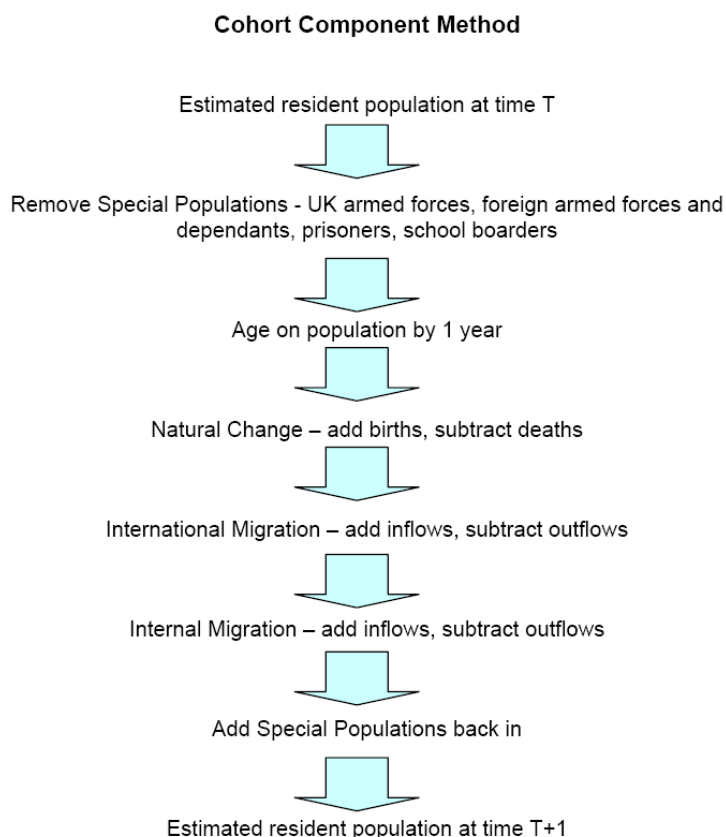 Cohort Component Method
Estimated resident population at time T
Remove Special Populations - UK armed forces, foreign armed forces and
dependants, prisoners, school boarders
Age on population by 1 year
Natural Change – add births, subtract deaths
International Migration – add inflows, subtract outflows
Internal Migration – add inflows, subtract outflows
Add Special Populations back in
Estimated resident population at time T+1